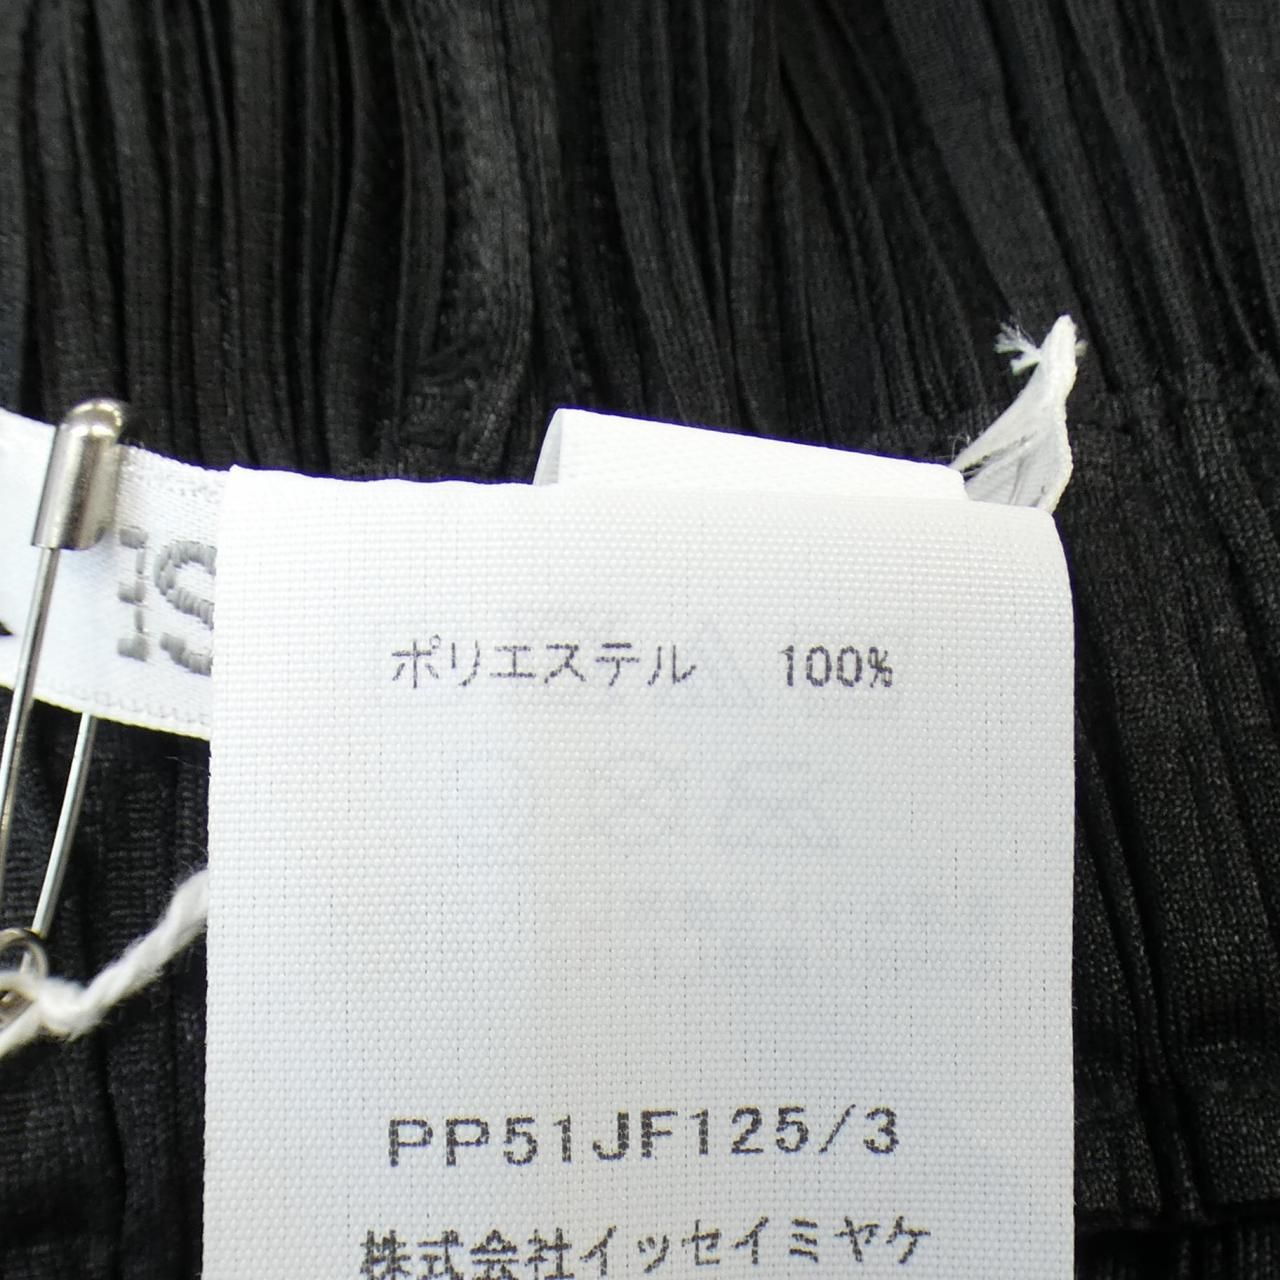 IS
ポリエステル 100%
PP51JF125/3
株式会社イッセイミヤケ